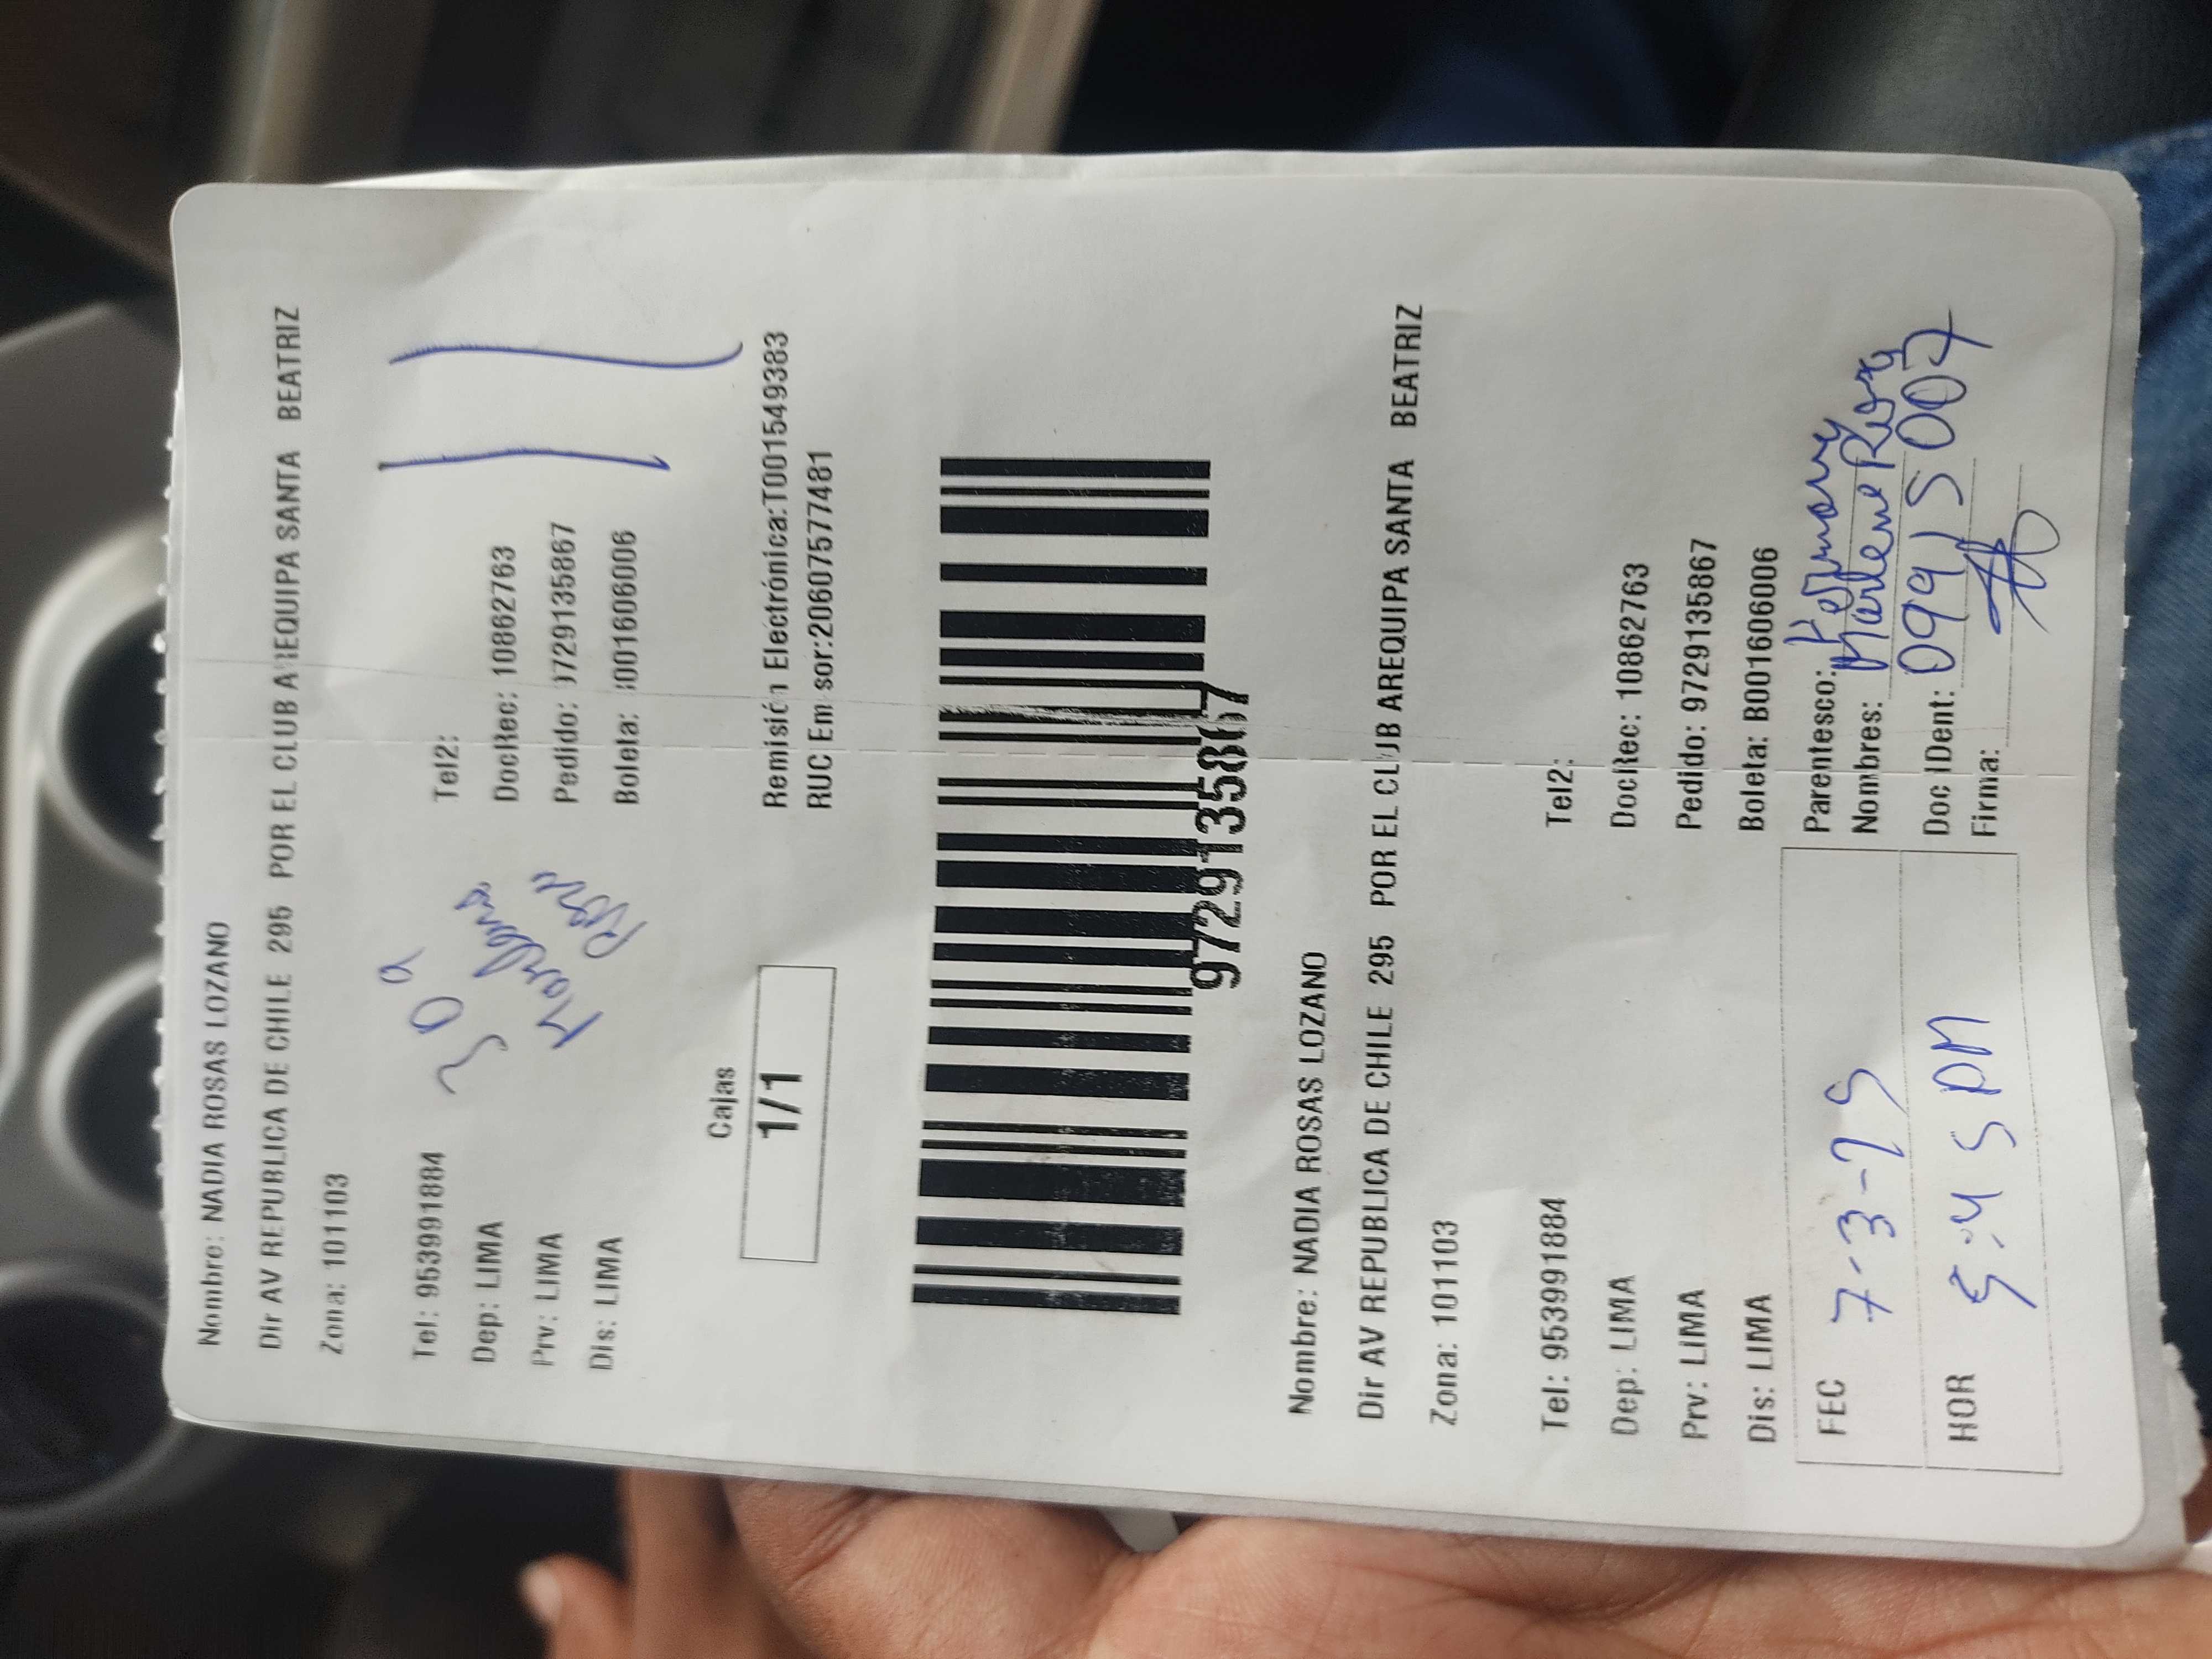 Nombre: NADIA ROSAS LOZANO
Dir AV REPUBLICA DE CHILE 295 POR EL CLUB AREQUIPA SANTA BEATRIZ
Zona: 101103
Tel: 953991884 Tel2:
Dep: LIMA DocRec: 10862763
Prv: LIMA Pedido: 9729135867
Dis: LIMA Boleta: B001606006
Marlene
Cajas
1/1
Remisión Electrónica:T001549383
RUC Emisor:20607577481
9729135867
Nombre: NADIA ROSAS LOZANO
Dir AV REPUBLICA DE CHILE 295 POR EL CLUB AREQUIPA SANTA BEATRIZ
Zona: 101103
Tel: 953991884 Tel2:
Dep: LIMA DocRec: 10862763
Prv: LIMA Pedido: 9729135867
Dis: LIMA Boleta: B001606006
FEC 7-3-25 Parentesco: Hermana
Nombres: Marlene Rosas
HOR 5:45 PM Doc IDent: 09915007
Firma: